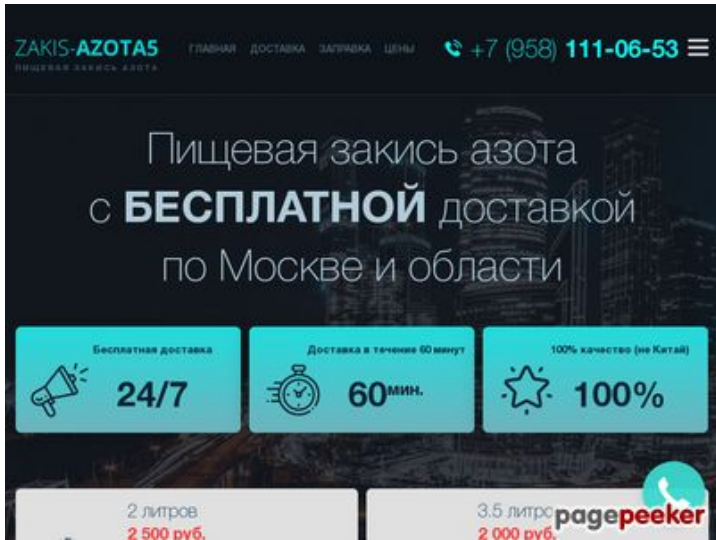 ZAKIS-AZOTA5
ПИЩЕВАЯ ЗАКИСЬ АЗОТА
ГЛАВНАЯ ДОСТАВКА ЗАПРАВКА ЦЕНЫ
+7 (958) 111-06-53
Пищевая закись азота
с БЕСПЛАТНОЙ доставкой
по Москве и области
Бесплатная доставка
24/7
Доставка в течение 60 минут
60 мин.
100% качество (не Китай)
100%
2 литров
2 500 руб.
3.5 литро
2 000 руб.
pagepeeker